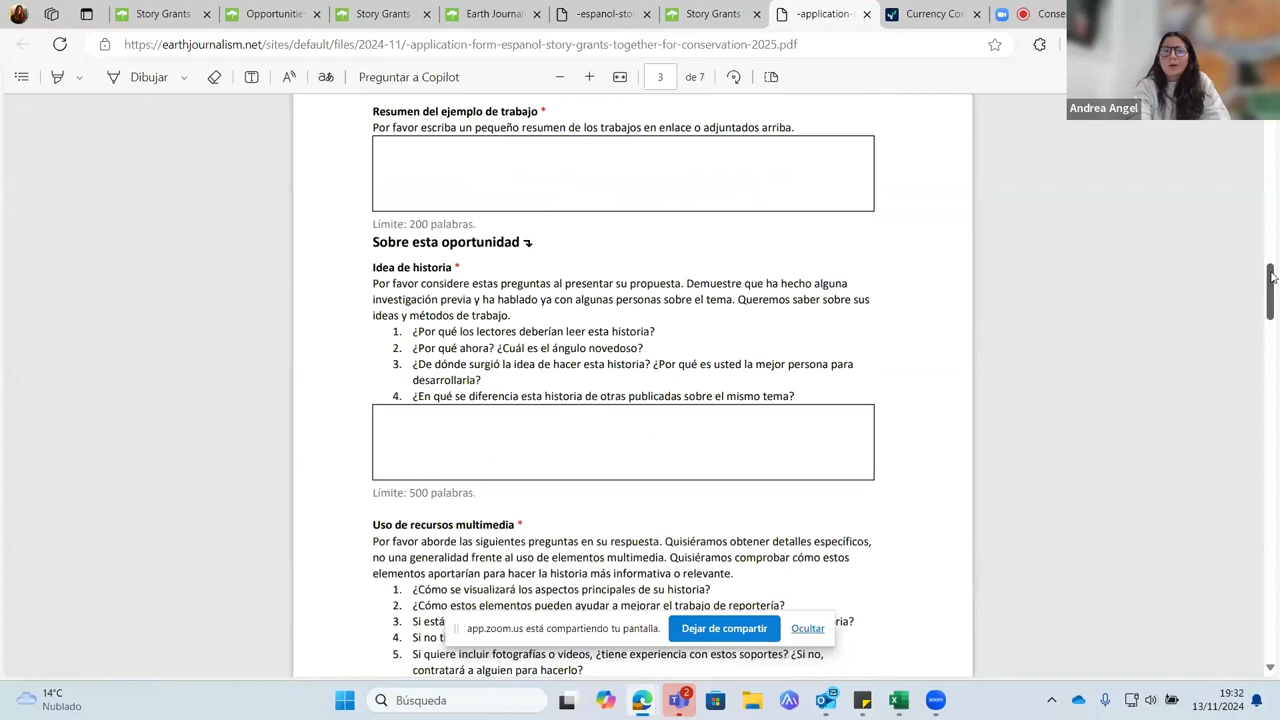 Story Grants
Opportunitie
Story Grants
Earth Journal
-espanol-sto
Story Grants
-application-
Currency Con
Conse
https://earthjournalism.net/sites/default/files/2024-11/-application-form-espanol-story-grants-together-for-conservation-2025.pdf
Dibujar
Preguntar a Copilot
3 de 7
Andrea Angel
Resumen del ejemplo de trabajo *
Por favor escriba un pequeño resumen de los trabajos en enlace o adjuntados arriba.
Límite: 200 palabras.
Sobre esta oportunidad
Idea de historia *
Por favor considere estas preguntas al presentar su propuesta. Demuestre que ha hecho alguna
investigación previa y ha hablado ya con algunas personas sobre el tema. Queremos saber sobre sus
ideas y métodos de trabajo.
1. ¿Por qué los lectores deberían leer esta historia?
2. ¿Por qué ahora? ¿Cuál es el ángulo novedoso?
3. ¿De dónde surgió la idea de hacer esta historia? ¿Por qué es usted la mejor persona para
desarrollarla?
4. ¿En qué se diferencia esta historia de otras publicadas sobre el mismo tema?
Límite: 500 palabras.
Uso de recursos multimedia *
Por favor aborde las siguientes preguntas en su respuesta. Quisiéramos obtener detalles específicos,
no una generalidad frente al uso de elementos multimedia. Quisiéramos comprobar cómo estos
elementos aportarían para hacer la historia más informativa o relevante.
1. ¿Cómo se visualizará los aspectos principales de su historia?
2. ¿Cómo estos elementos pueden ayudar a mejorar el trabajo de reportería?
3. Si está
4. Si no
5. Si quiere incluir fotografías o videos, ¿tiene experiencia con estos soportes? ¿Si no,
contratará a alguien para hacerlo?
app.zoom.us está compartiendo tu pantalla.
Dejar de compartir
Ocultar
14°C
Nublado
Búsqueda
2
zoom
19:32
13/11/2024